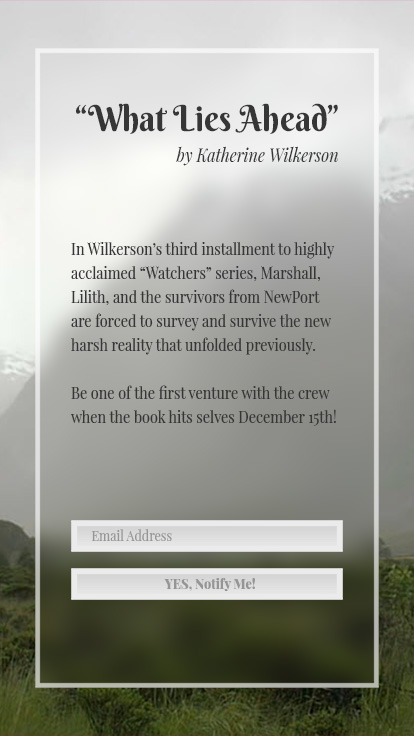 “What Lies Ahead”
by Katherine Wilkerson
In Wilkerson’s third installment to highly
acclaimed “Watchers” series, Marshall,
Lilith, and the survivors from NewPort
are forced to survey and survive the new
harsh reality that unfolded previously.
Be one of the first venture with the crew
when the book hits selves December 15th!
Email Address
YES, Notify Me!